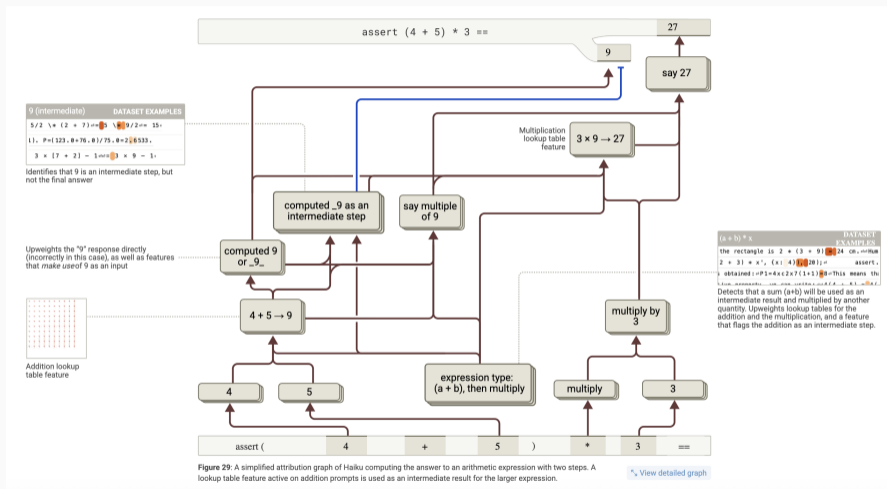 assert (4 + 5) * 3 ==
27
9
say 27
9 (intermediate) DATASET EXAMPLES
Identifies that 9 is an intermediate step, but
not the final answer
Multiplication
lookup table
feature
3 × 9 → 27
computed _9 as an
intermediate step
say multiple
of 9
(a + b) * x DATASET
EXAMPLES
Upweights the "9" response directly
(incorrectly in this case), as well as features
that make use of 9 as an input
computed 9
or _9_
Detects that a sum (a+b) will be used as an
intermediate result and multiplied by another
quantity. Upweights lookup tables for the
addition and the multiplication, and a feature
that flags the addition as an intermediate step.
4 + 5 → 9
multiply by
3
Addition lookup
table feature
4
5
expression type:
(a + b), then multiply
multiply
3
assert ( 4 + 5 ) * 3 ==
Figure 29: A simplified attribution graph of Haiku computing the answer to an arithmetic expression with two steps. A
lookup table feature active on addition prompts is used as an intermediate result for the larger expression.
View detailed graph